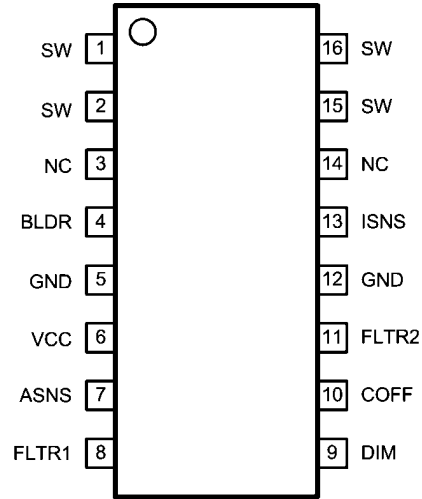 SW 1 16 SW
SW 2 15 SW
NC 3 14 NC
BLDR 4 13 ISNS
GND 5 12 GND
VCC 6 11 FLTR2
ASNS 7 10 COFF
FLTR1 8 9 DIM